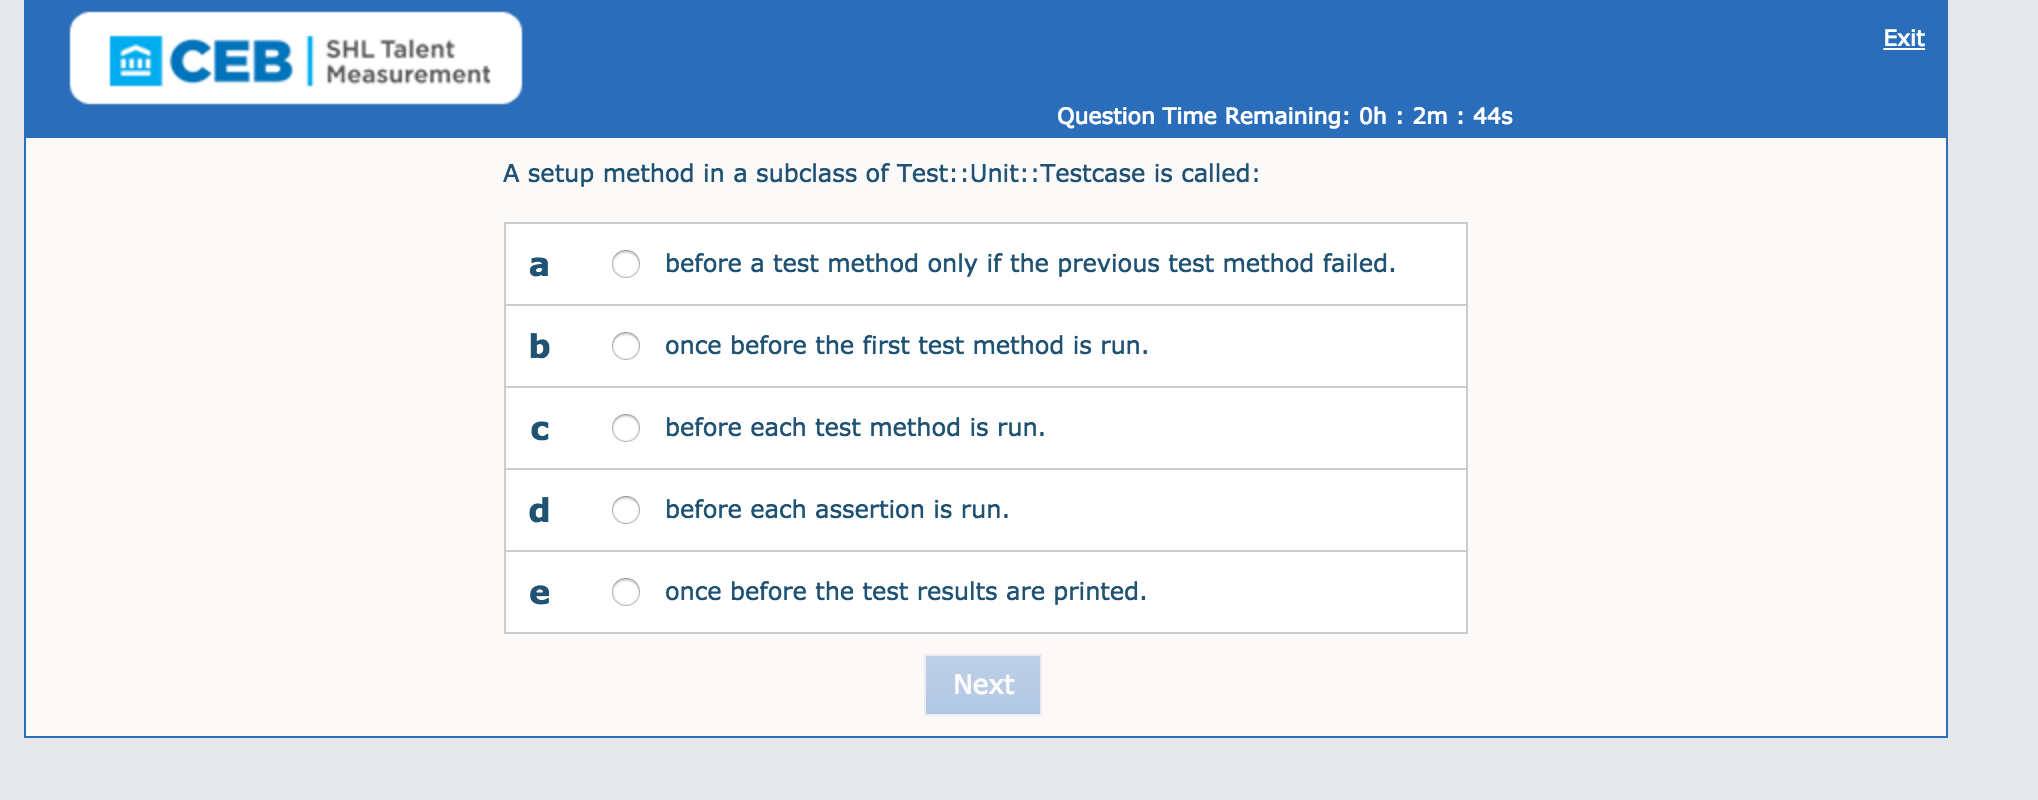 CEB
SHL Talent
Measurement
Exit
Question Time Remaining: 0h : 2m : 44s
A setup method in a subclass of Test::Unit::Testcase is called:
a before a test method only if the previous test method failed.
b once before the first test method is run.
c before each test method is run.
d before each assertion is run.
e once before the test results are printed.
Next